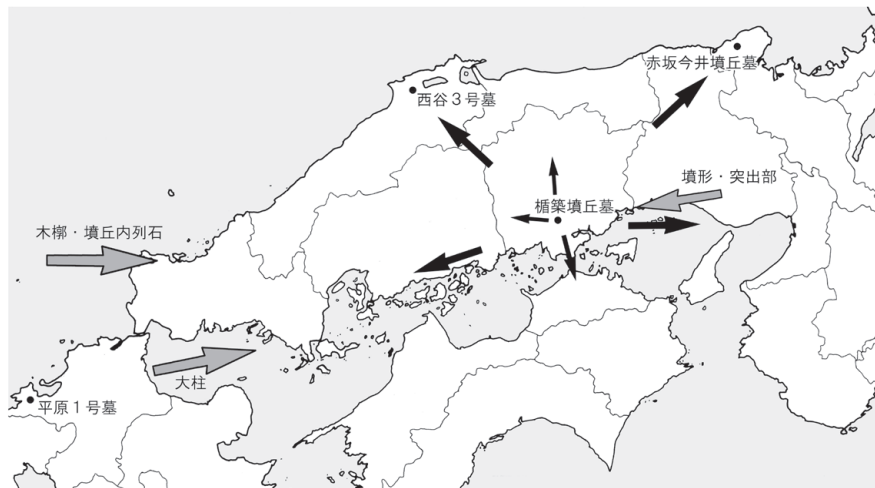 赤坂今井墳丘墓
西谷3号墓
墳形・突出部
楯築墳丘墓
木槨・墳丘内列石
大柱
平原1号墓